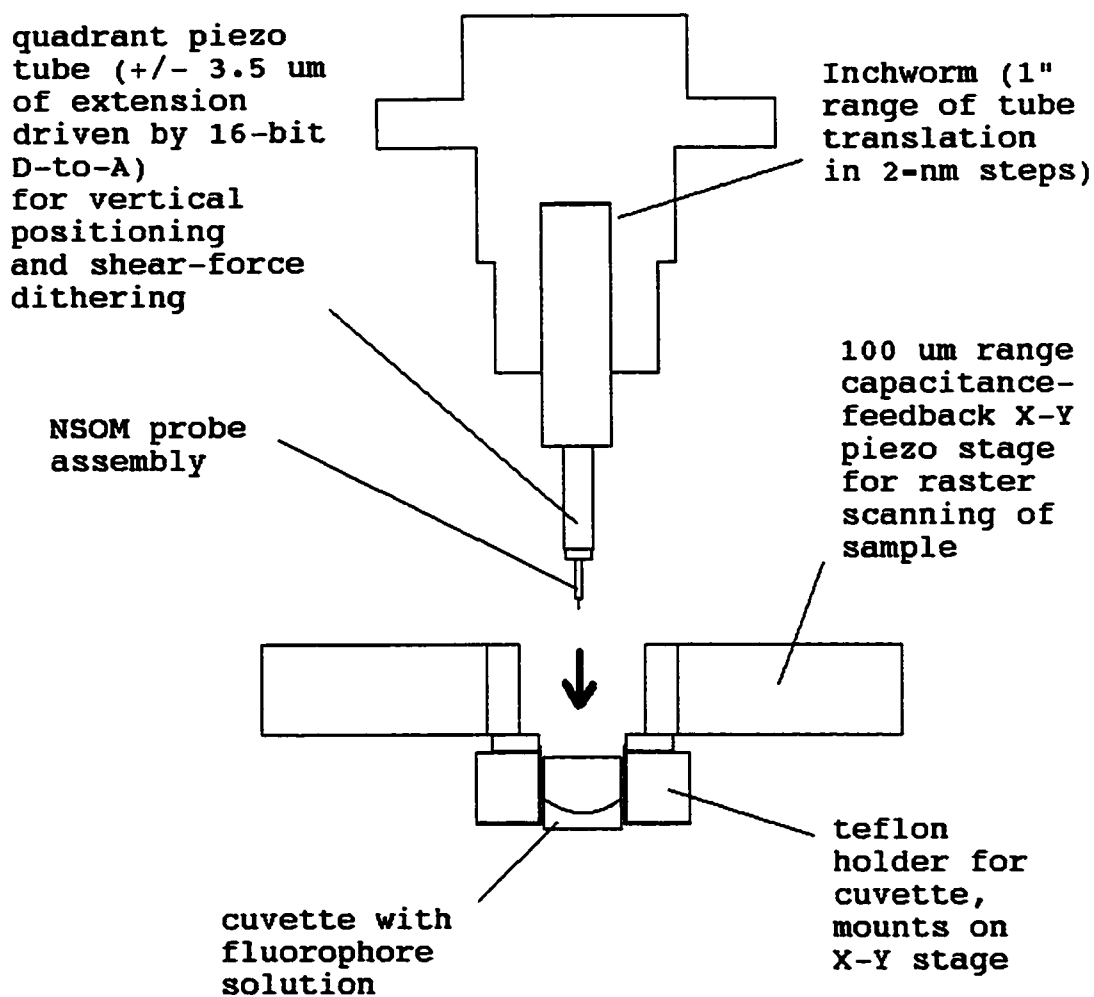 quadrant piezo
tube (+/- 3.5 um
of extension
driven by 16-bit
D-to-A)
for vertical
positioning
and shear-force
dithering
Inchworm (1"
range of tube
translation
in 2-nm steps)
NSOM probe
assembly
100 um range
capacitance-
feedback X-Y
piezo stage
for raster
scanning of
sample
cuvette with
fluorophore
solution
teflon
holder for
cuvette,
mounts on
X-Y stage